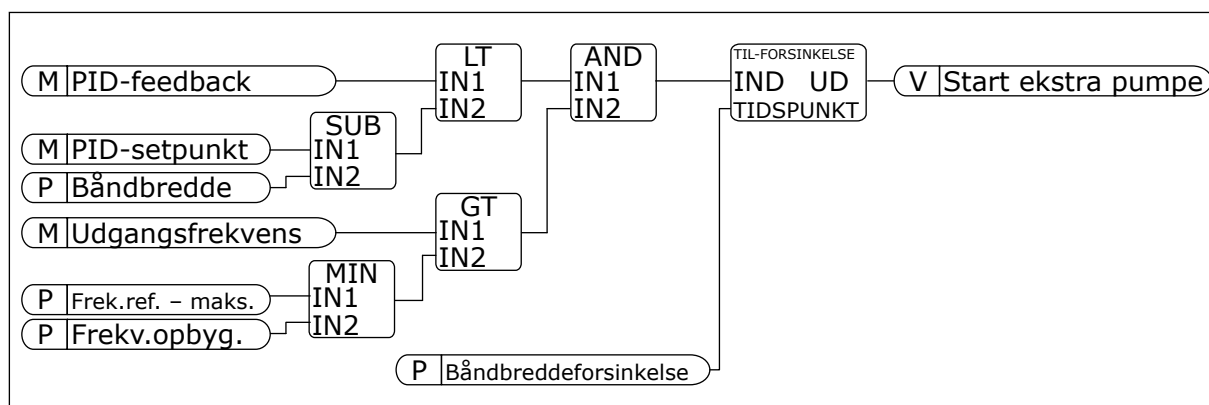 LT
AND
TIL-FORSINKELSE
M PID-feedback
IN1
IN1
IND UD
V Start ekstra pumpe
IN2
IN2
TIDSPUNKT
SUB
M PID-setpunkt
IN1
P Båndbredde
IN2
GT
M Udgangsfrekvens
IN1
IN2
MIN
P Frek.ref. – maks.
IN1
P Frekv.opbyg.
IN2
P Båndbreddeforsinkelse